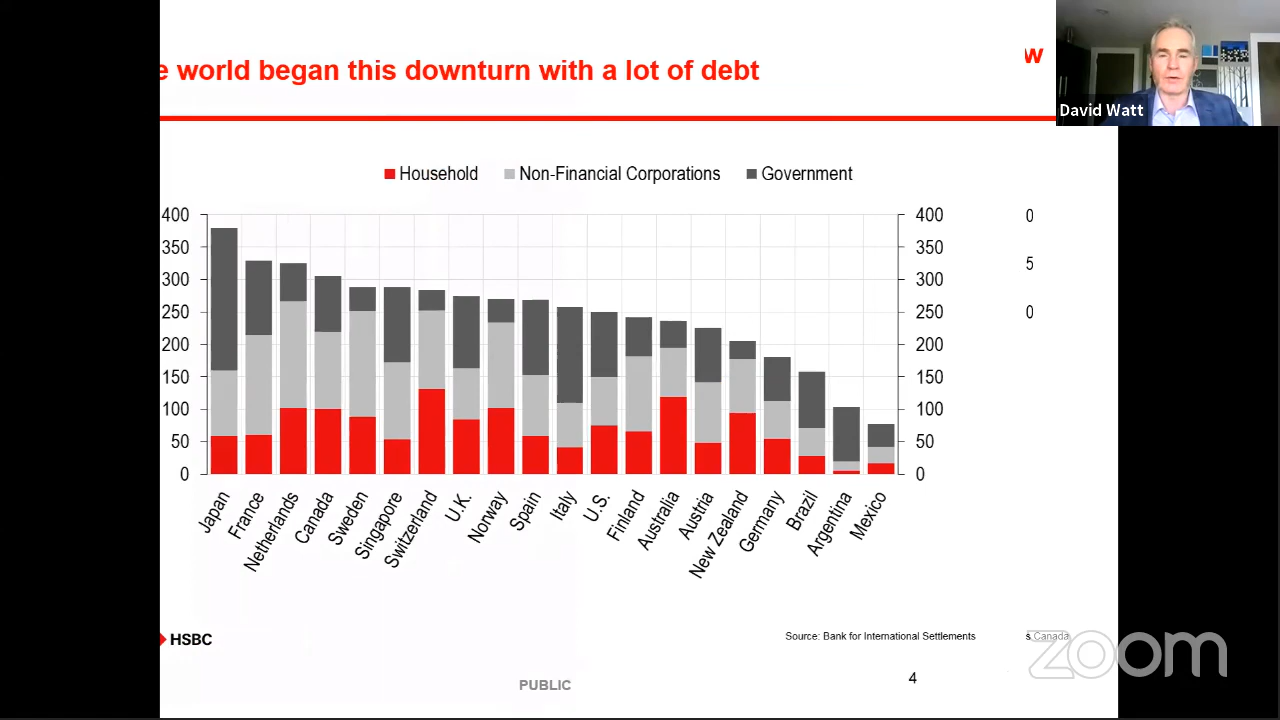 e world began this downturn with a lot of debt
w
David Watt
Household Non-Financial Corporations Government
400 400 0
350 350
300 300 5
250 250 0
200 200
150 150
100 100
50 50
0 0
Japan
France
Netherlands
Canada
Sweden
Singapore
Switzerland
U.K.
Norway
Spain
Italy
U.S.
Finland
Australia
Austria
New Zealand
Germany
Brazil
Argentina
Mexico
HSBC
Source: Bank for International Settlements
s Canada
zoom
4
PUBLIC